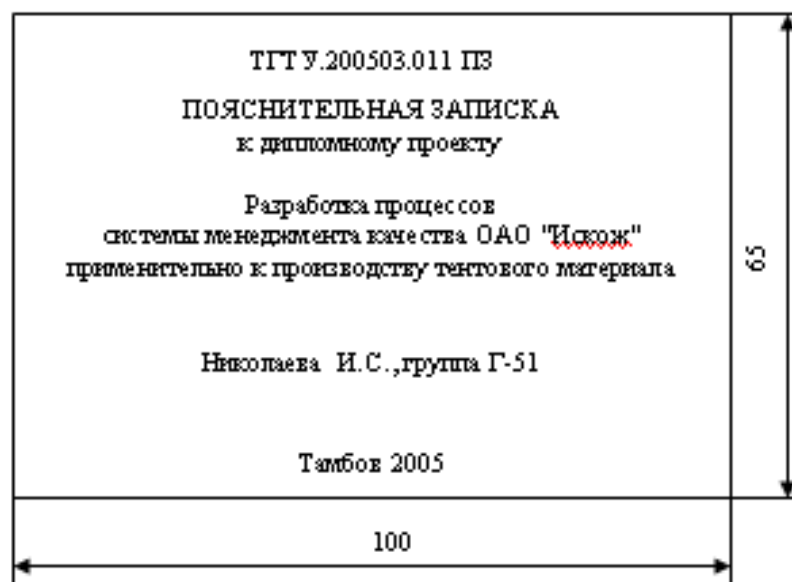 ТГТУ.200503.011 ПЗ
ПОЯСНИТЕЛЬНАЯ ЗАПИСКА
к дипломному проекту
Разработка процессов
системы менеджмента качества ОАО "Искож"
применительно к производству тентового материала
Николаева И.С.,группа Г-51
Тамбов 2005
65
100